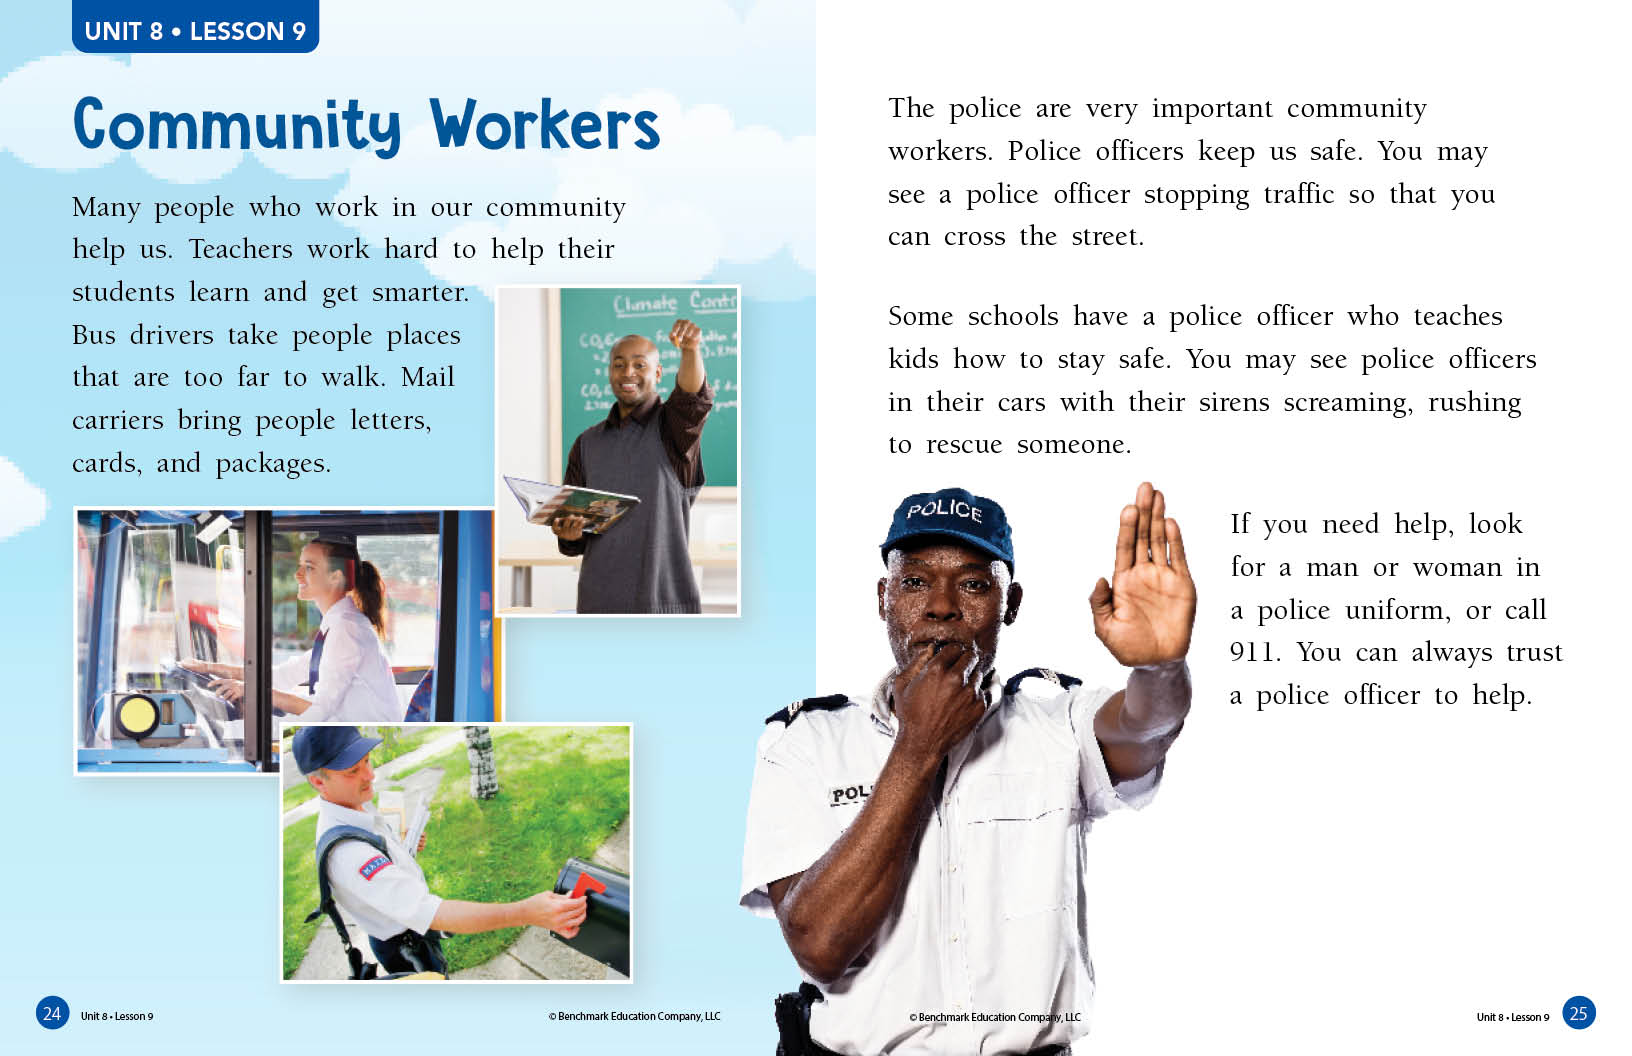 UNIT 8 • LESSON 9
Community Workers
Many people who work in our community
help us. Teachers work hard to help their
students learn and get smarter.
Bus drivers take people places
that are too far to walk. Mail
carriers bring people letters,
cards, and packages.
Climate Contr
MAIL
24
Unit 8 • Lesson 9
© Benchmark Education Company, LLC
The police are very important community
workers. Police officers keep us safe. You may
see a police officer stopping traffic so that you
can cross the street.
Some schools have a police officer who teaches
kids how to stay safe. You may see police officers
in their cars with their sirens screaming, rushing
to rescue someone.
POLICE
If you need help, look
for a man or woman in
a police uniform, or call
911. You can always trust
a police officer to help.
POLI
© Benchmark Education Company, LLC
Unit 8 • Lesson 9
25